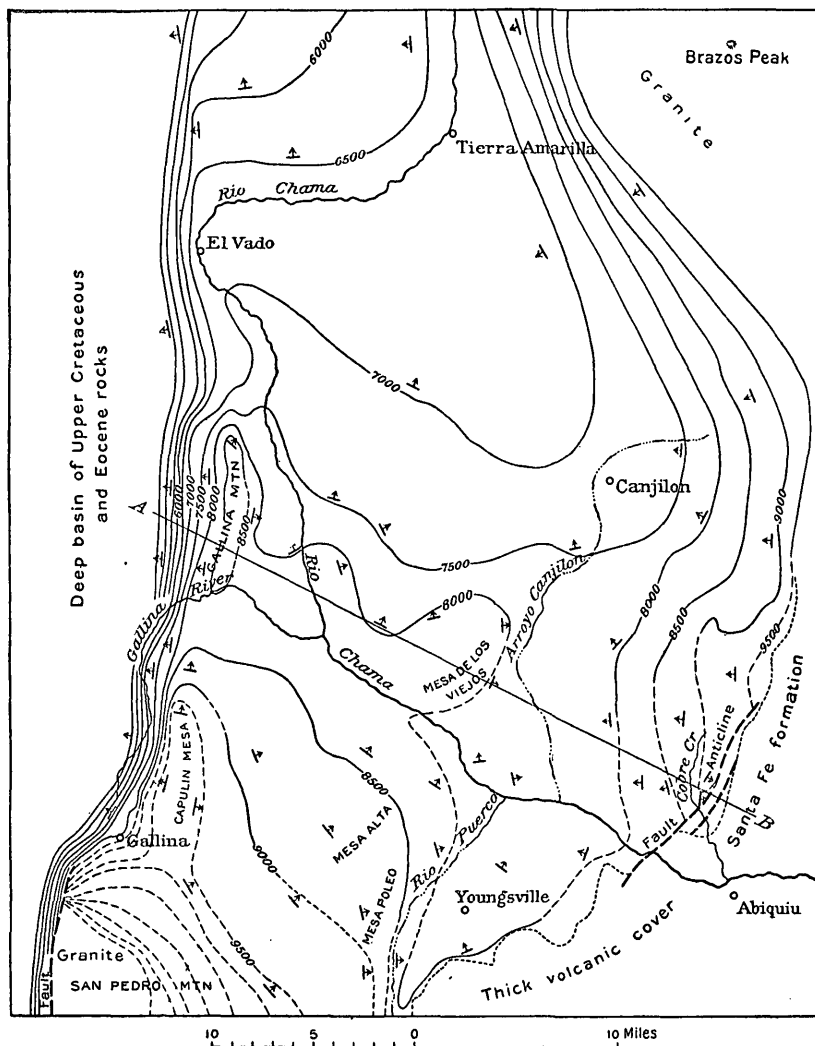 6000
Brazos Peak
Granite
6500
Tierra Amarilla
Rio Chama
El Vado
Deep basin of Upper Cretaceous
and Eocene rocks
7000
Canjilon
9000
6000
7000
7500
8000
GALLINA MTN
8500
A
Gallina River
Rio
Chama
7500
8000
Arroyo Canjilon
8000
8500
9500
MESA DE LOS
VIEJOS
CAPULIN MESA
8500
Anticline
Cobre Cr
Santa Fe formation
B
Gallina
9000
MESA ALTA
Rio Puerco
Fault
MESA POLEO
Youngsville
Abiquiu
9500
Thick volcanic cover
Granite
SAN PEDRO MTN
Fault
10 5 0 10 Miles